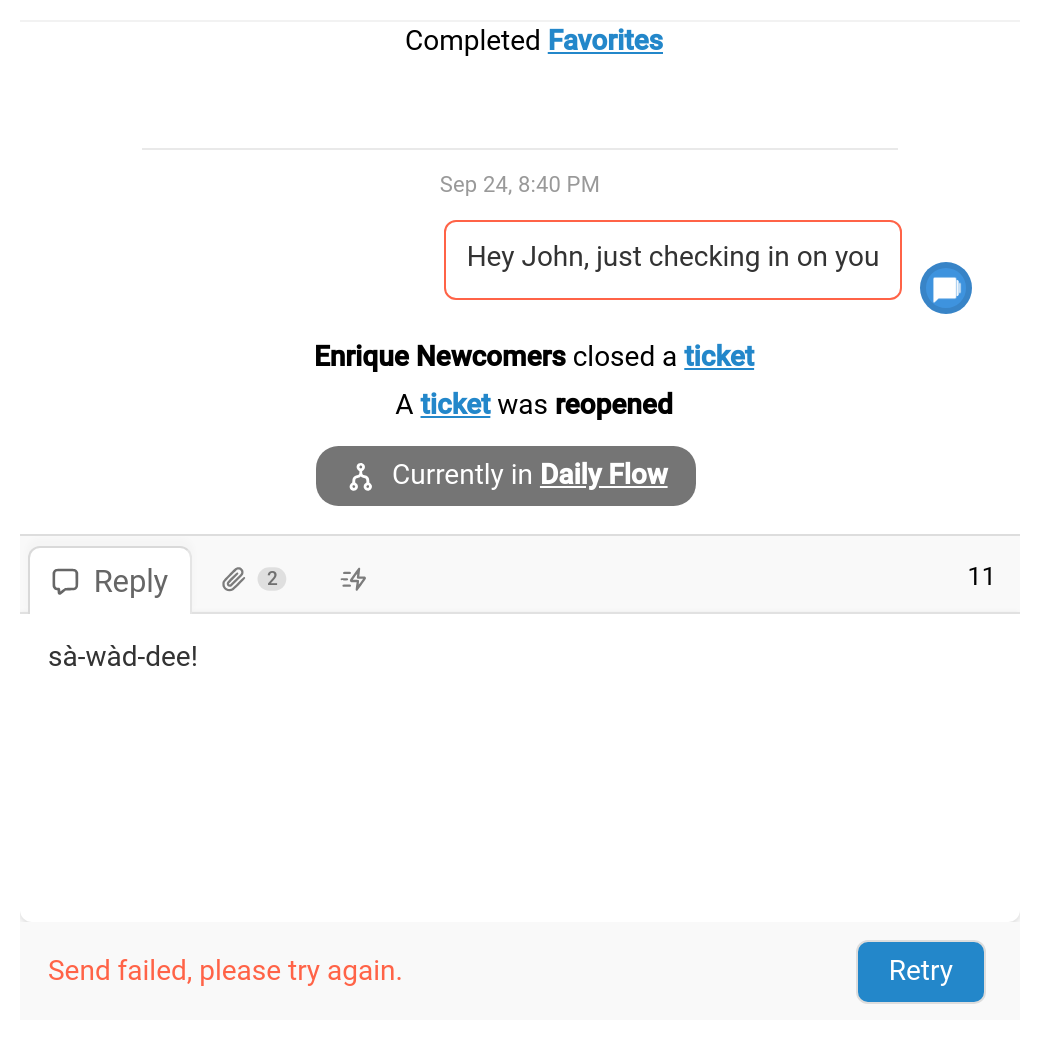 Completed Favorites
Sep 24, 8:40 PM
Hey John, just checking in on you
Enrique Newcomers closed a ticket
A ticket was reopened
Currently in Daily Flow
Reply 2 11
sà-wàd-dee!
Send failed, please try again. Retry